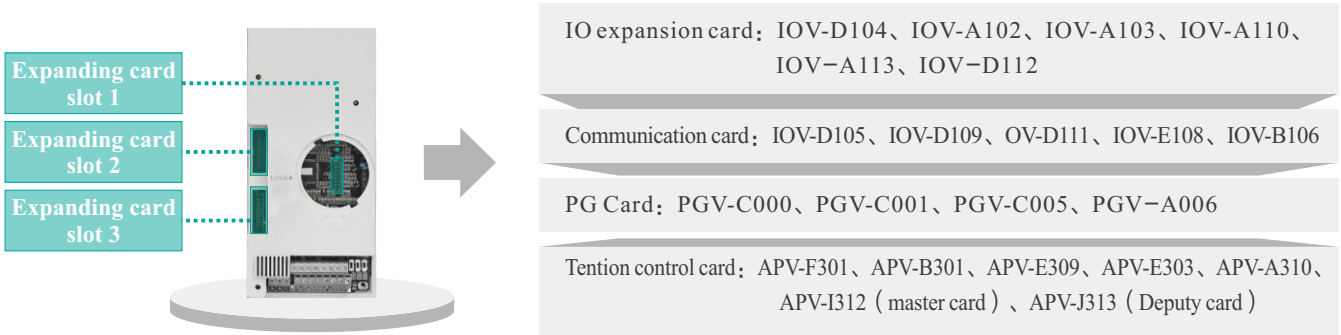 Expanding card
slot 1
Expanding card
slot 2
Expanding card
slot 3
LOCK
IO expansion card：IOV-D104、IOV-A102、IOV-A103、IOV-A110、
IOV−A113、IOV−D112
Communication card：IOV-D105、IOV-D109、OV-D111、IOV-E108、IOV-B106
PG Card：PGV-C000、PGV-C001、PGV-C005、PGV−A006
Tention control card：APV-F301、APV-B301、APV-E309、APV-E303、APV-A310、
APV-I312（master card）、APV-J313（Deputy card）